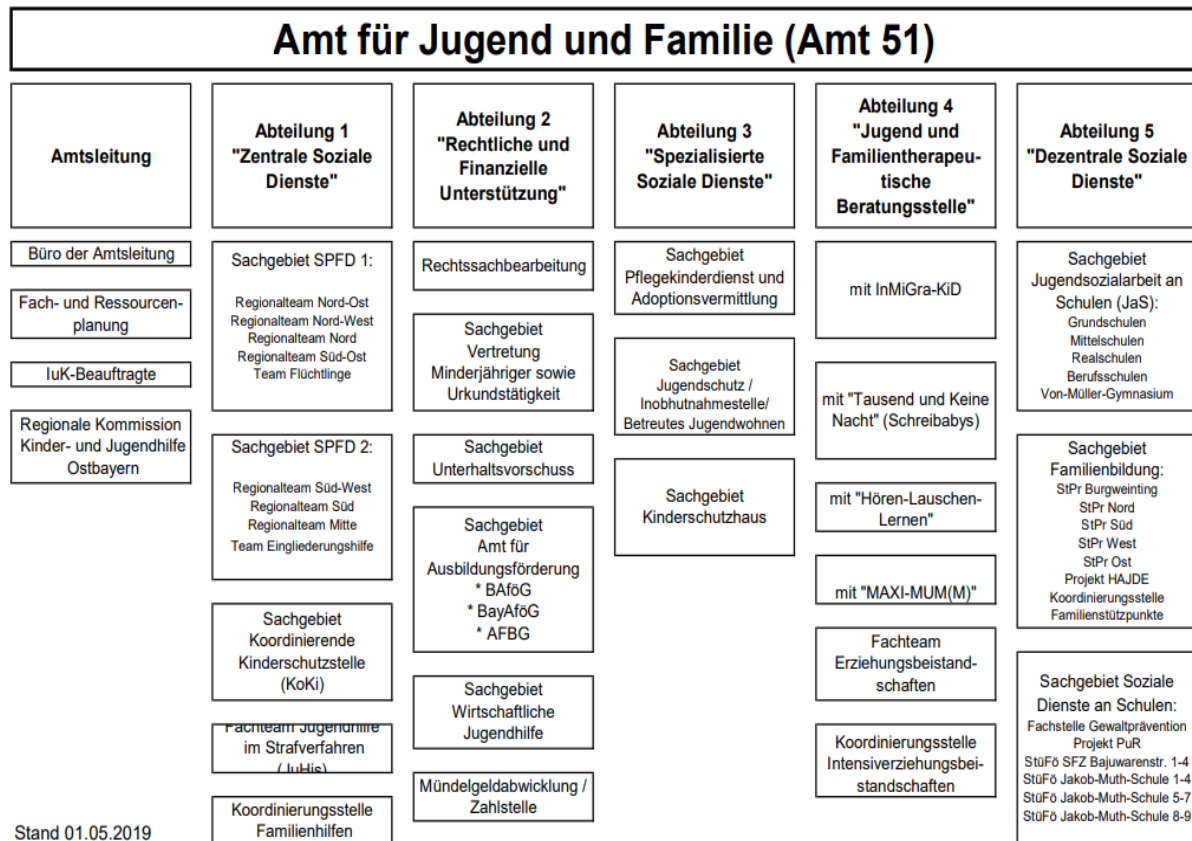 Amt für Jugend und Familie (Amt 51)
Amtsleitung
Büro der Amtsleitung
Fach- und Ressourcen-
planung
IuK-Beauftragte
Regionale Kommission
Kinder- und Jugendhilfe
Ostbayern
Abteilung 1
"Zentrale Soziale
Dienste"
Sachgebiet SPFD 1:
Regionalteam Nord-Ost
Regionalteam Nord-West
Regionalteam Nord
Regionalteam Süd-Ost
Team Flüchtlinge
Sachgebiet SPFD 2:
Regionalteam Süd-West
Regionalteam Süd
Regionalteam Mitte
Team Eingliederungshilfe
Sachgebiet
Koordinierende
Kinderschutzstelle
(KoKi)
Fachteam Jugendhilfe
im Strafverfahren
(JuHis)
Koordinierungsstelle
Familienhilfen
Abteilung 2
"Rechtliche und
Finanzielle
Unterstützung"
Rechtssachbearbeitung
Sachgebiet
Vertretung
Minderjähriger sowie
Urkundstätigkeit
Sachgebiet
Unterhaltsvorschuss
Sachgebiet
Amt für
Ausbildungsförderung
* BAföG
* BayAföG
* AFBG
Sachgebiet
Wirtschaftliche
Jugendhilfe
Mündelgeldabwicklung /
Zahlstelle
Abteilung 3
"Spezialisierte
Soziale Dienste"
Sachgebiet
Pflegekinderdienst und
Adoptionsvermittlung
Sachgebiet
Jugendschutz /
Inobhutnahmestelle/
Betreutes Jugendwohnen
Sachgebiet
Kinderschutzhaus
Abteilung 4
"Jugend und
Familientherapeu-
tische
Beratungsstelle"
mit InMiGra-KiD
mit "Tausend und Keine
Nacht" (Schreibabys)
mit "Hören-Lauschen-
Lernen"
mit "MAXI-MUM(M)"
Fachteam
Erziehungsbeistand-
schaften
Koordinierungsstelle
Intensiverziehungsbei-
standschaften
Abteilung 5
"Dezentrale Soziale
Dienste"
Sachgebiet
Jugendsozialarbeit an
Schulen (JaS):
Grundschulen
Mittelschulen
Realschulen
Berufsschulen
Von-Müller-Gymnasium
Sachgebiet
Familienbildung:
StPr Burgweinting
StPr Nord
StPr Süd
StPr West
StPr Ost
Projekt HAJDE
Koordinierungsstelle
Familienstützpunkte
Sachgebiet Soziale
Dienste an Schulen:
Fachstelle Gewaltprävention
Projekt PuR
StüFö SFZ Bajuwarenstr. 1-4
StüFö Jakob-Muth-Schule 1-4
StüFö Jakob-Muth-Schule 5-7
StüFö Jakob-Muth-Schule 8-9
Stand 01.05.2019